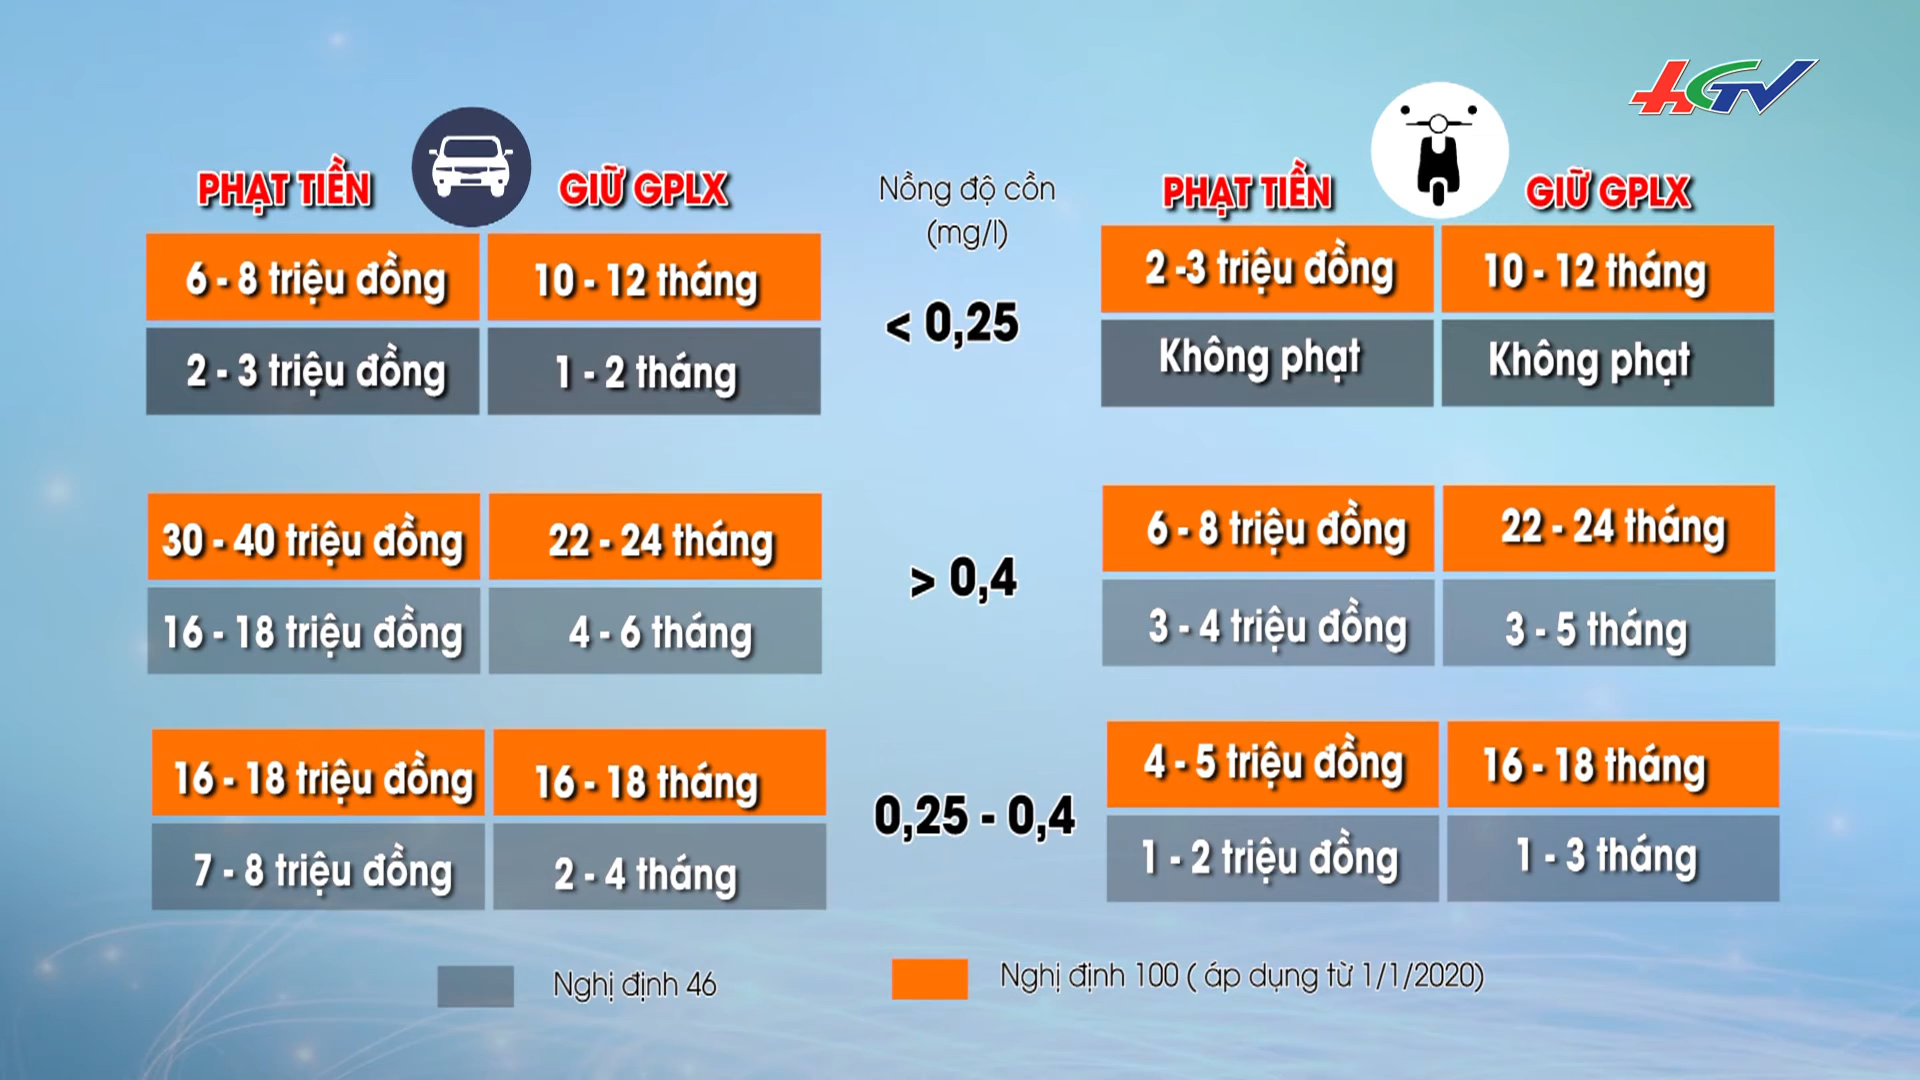 HGTV
PHẠT TIỀN GIỮ GPLX
Nồng độ cồn
(mg/l)
PHẠT TIỀN GIỮ GPLX
6 - 8 triệu đồng 10 - 12 tháng
2 - 3 triệu đồng 1 - 2 tháng
< 0,25
2 -3 triệu đồng 10 - 12 tháng
Không phạt Không phạt
30 - 40 triệu đồng 22 - 24 tháng
16 - 18 triệu đồng 4 - 6 tháng
> 0,4
6 - 8 triệu đồng 22 - 24 tháng
3 - 4 triệu đồng 3 - 5 tháng
16 - 18 triệu đồng 16 - 18 tháng
7 - 8 triệu đồng 2 - 4 tháng
0,25 - 0,4
4 - 5 triệu đồng 16 - 18 tháng
1 - 2 triệu đồng 1 - 3 tháng
Nghị định 46
Nghị định 100 ( áp dụng từ 1/1/2020)